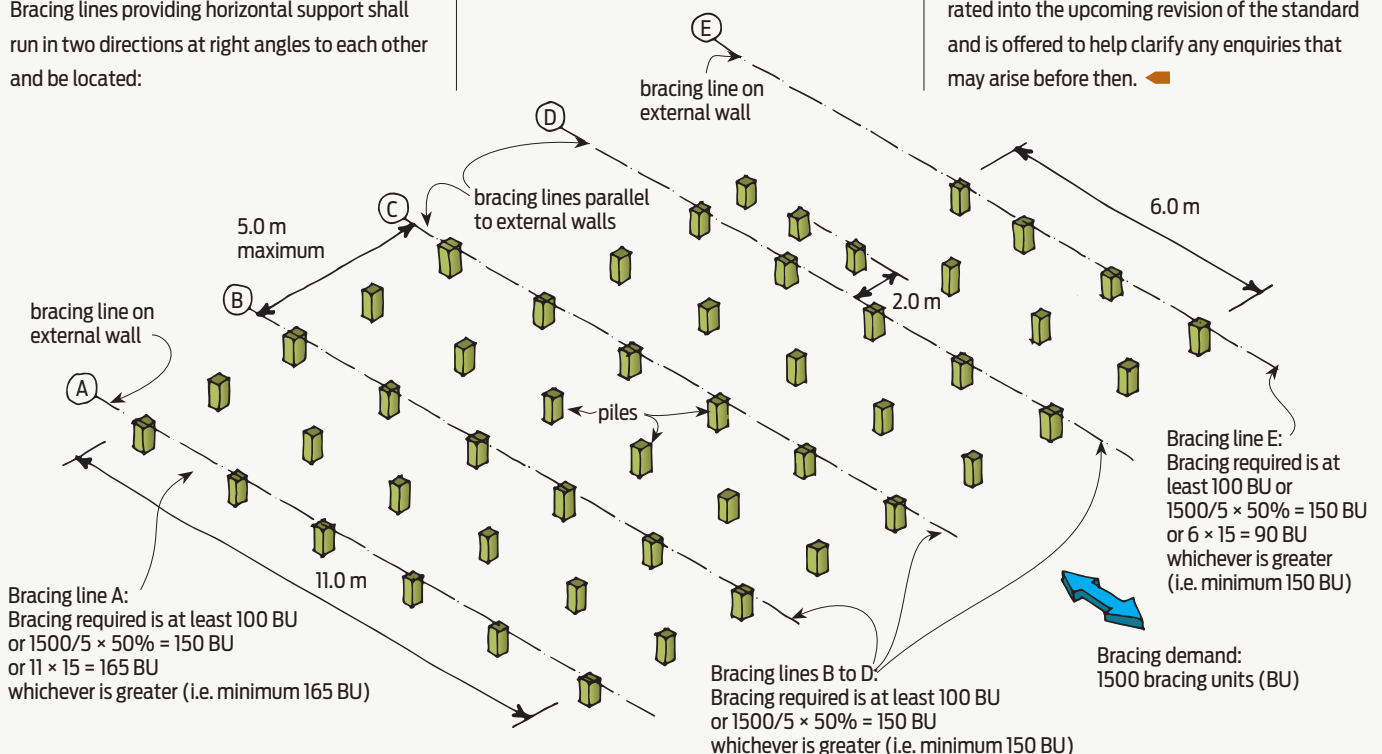 Bracing lines providing horizontal support shall
run in two directions at right angles to each other
and be located:
rated into the upcoming revision of the standard
and is offered to help clarify any enquiries that
may arise before then.
E
bracing line on
external wall
D
bracing lines parallel
to external walls
C
5.0 m
maximum
6.0 m
B
2.0 m
bracing line on
external wall
A
piles
11.0 m
Bracing line E:
Bracing required is at
least 100 BU or
1500/5 × 50% = 150 BU
or 6 × 15 = 90 BU
whichever is greater
(i.e. minimum 150 BU)
Bracing line A:
Bracing required is at least 100 BU
or 1500/5 × 50% = 150 BU
or 11 × 15 = 165 BU
whichever is greater (i.e. minimum 165 BU)
Bracing lines B to D:
Bracing required is at least 100 BU
or 1500/5 × 50% = 150 BU
whichever is greater (i.e. minimum 150 BU)
Bracing demand:
1500 bracing units (BU)